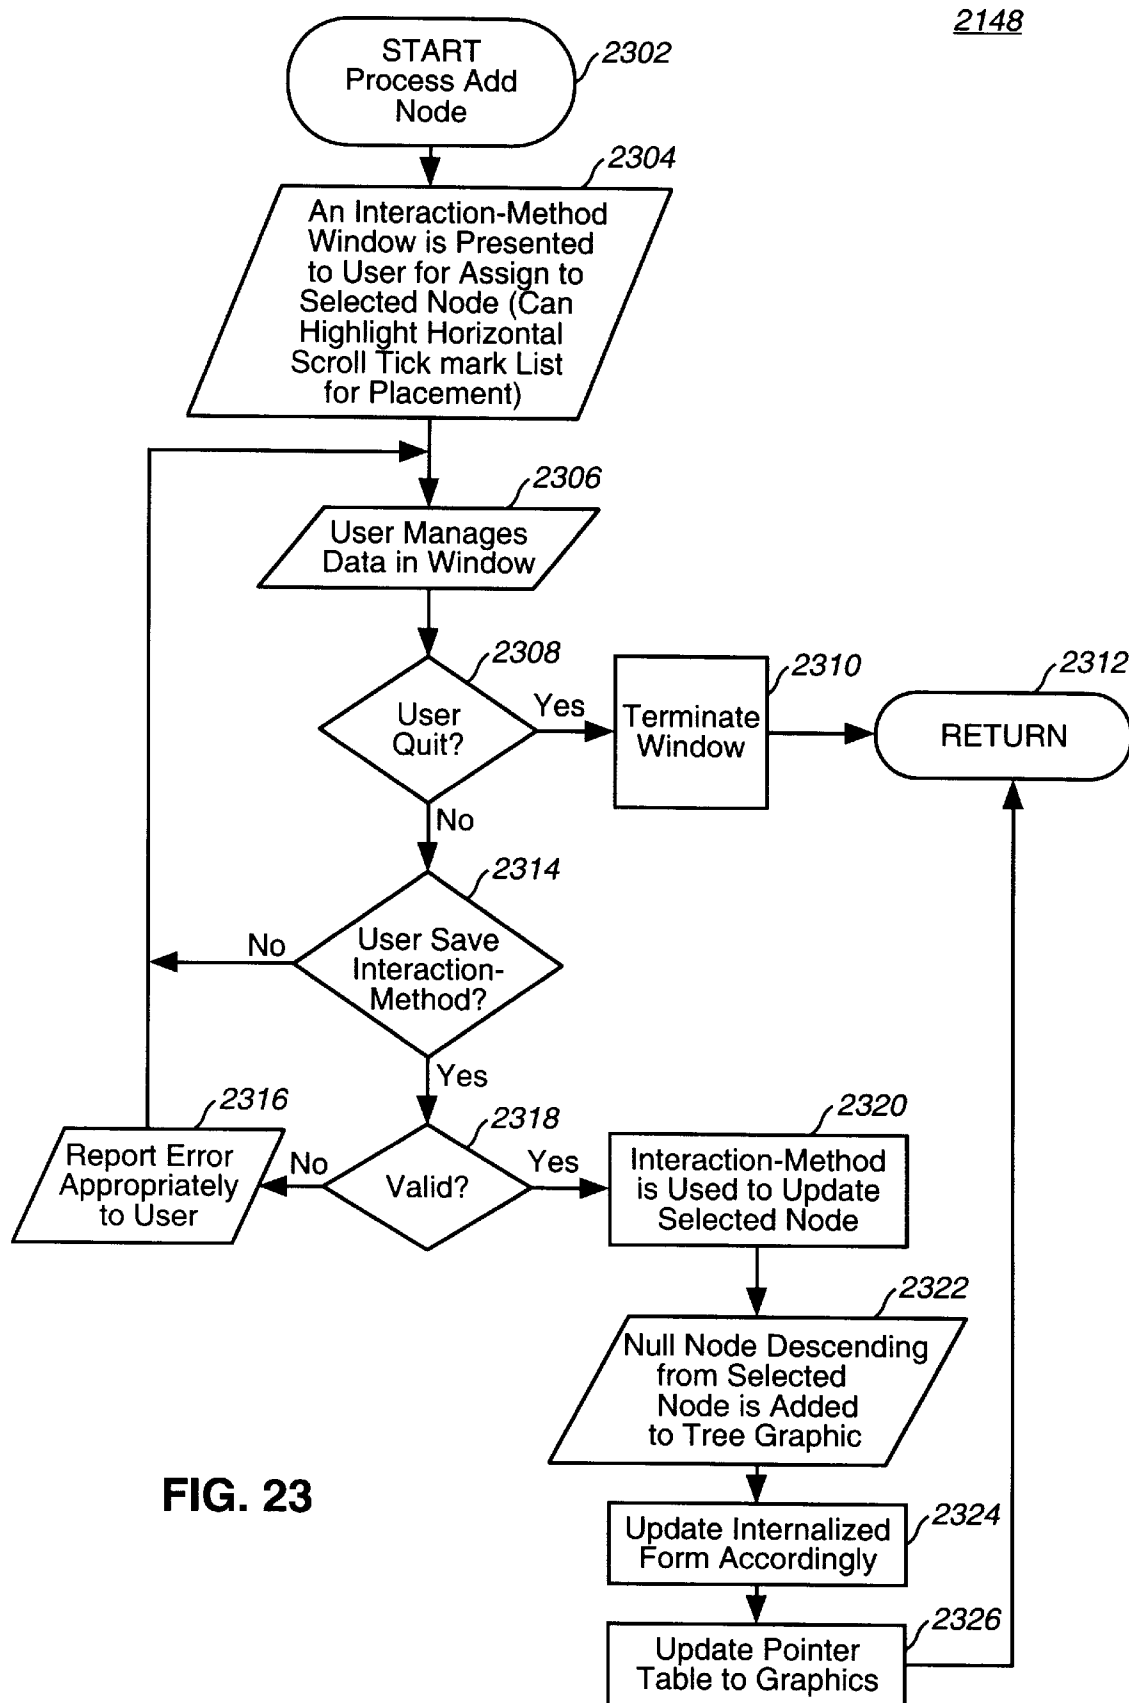 2148
START
Process Add
Node
2302
2304
An Interaction-Method
Window is Presented
to User for Assign to
Selected Node (Can
Highlight Horizontal
Scroll Tick mark List
for Placement)
2306
User Manages
Data in Window
2308
User
Quit?
Yes
2310
Terminate
Window
2312
RETURN
No
2314
User Save
Interaction-
Method?
No
Yes
2316
Report Error
Appropriately
to User
No
2318
Valid?
Yes
2320
Interaction-Method
is Used to Update
Selected Node
2322
Null Node Descending
from Selected
Node is Added
to Tree Graphic
FIG. 23
2324
Update Internalized
Form Accordingly
2326
Update Pointer
Table to Graphics